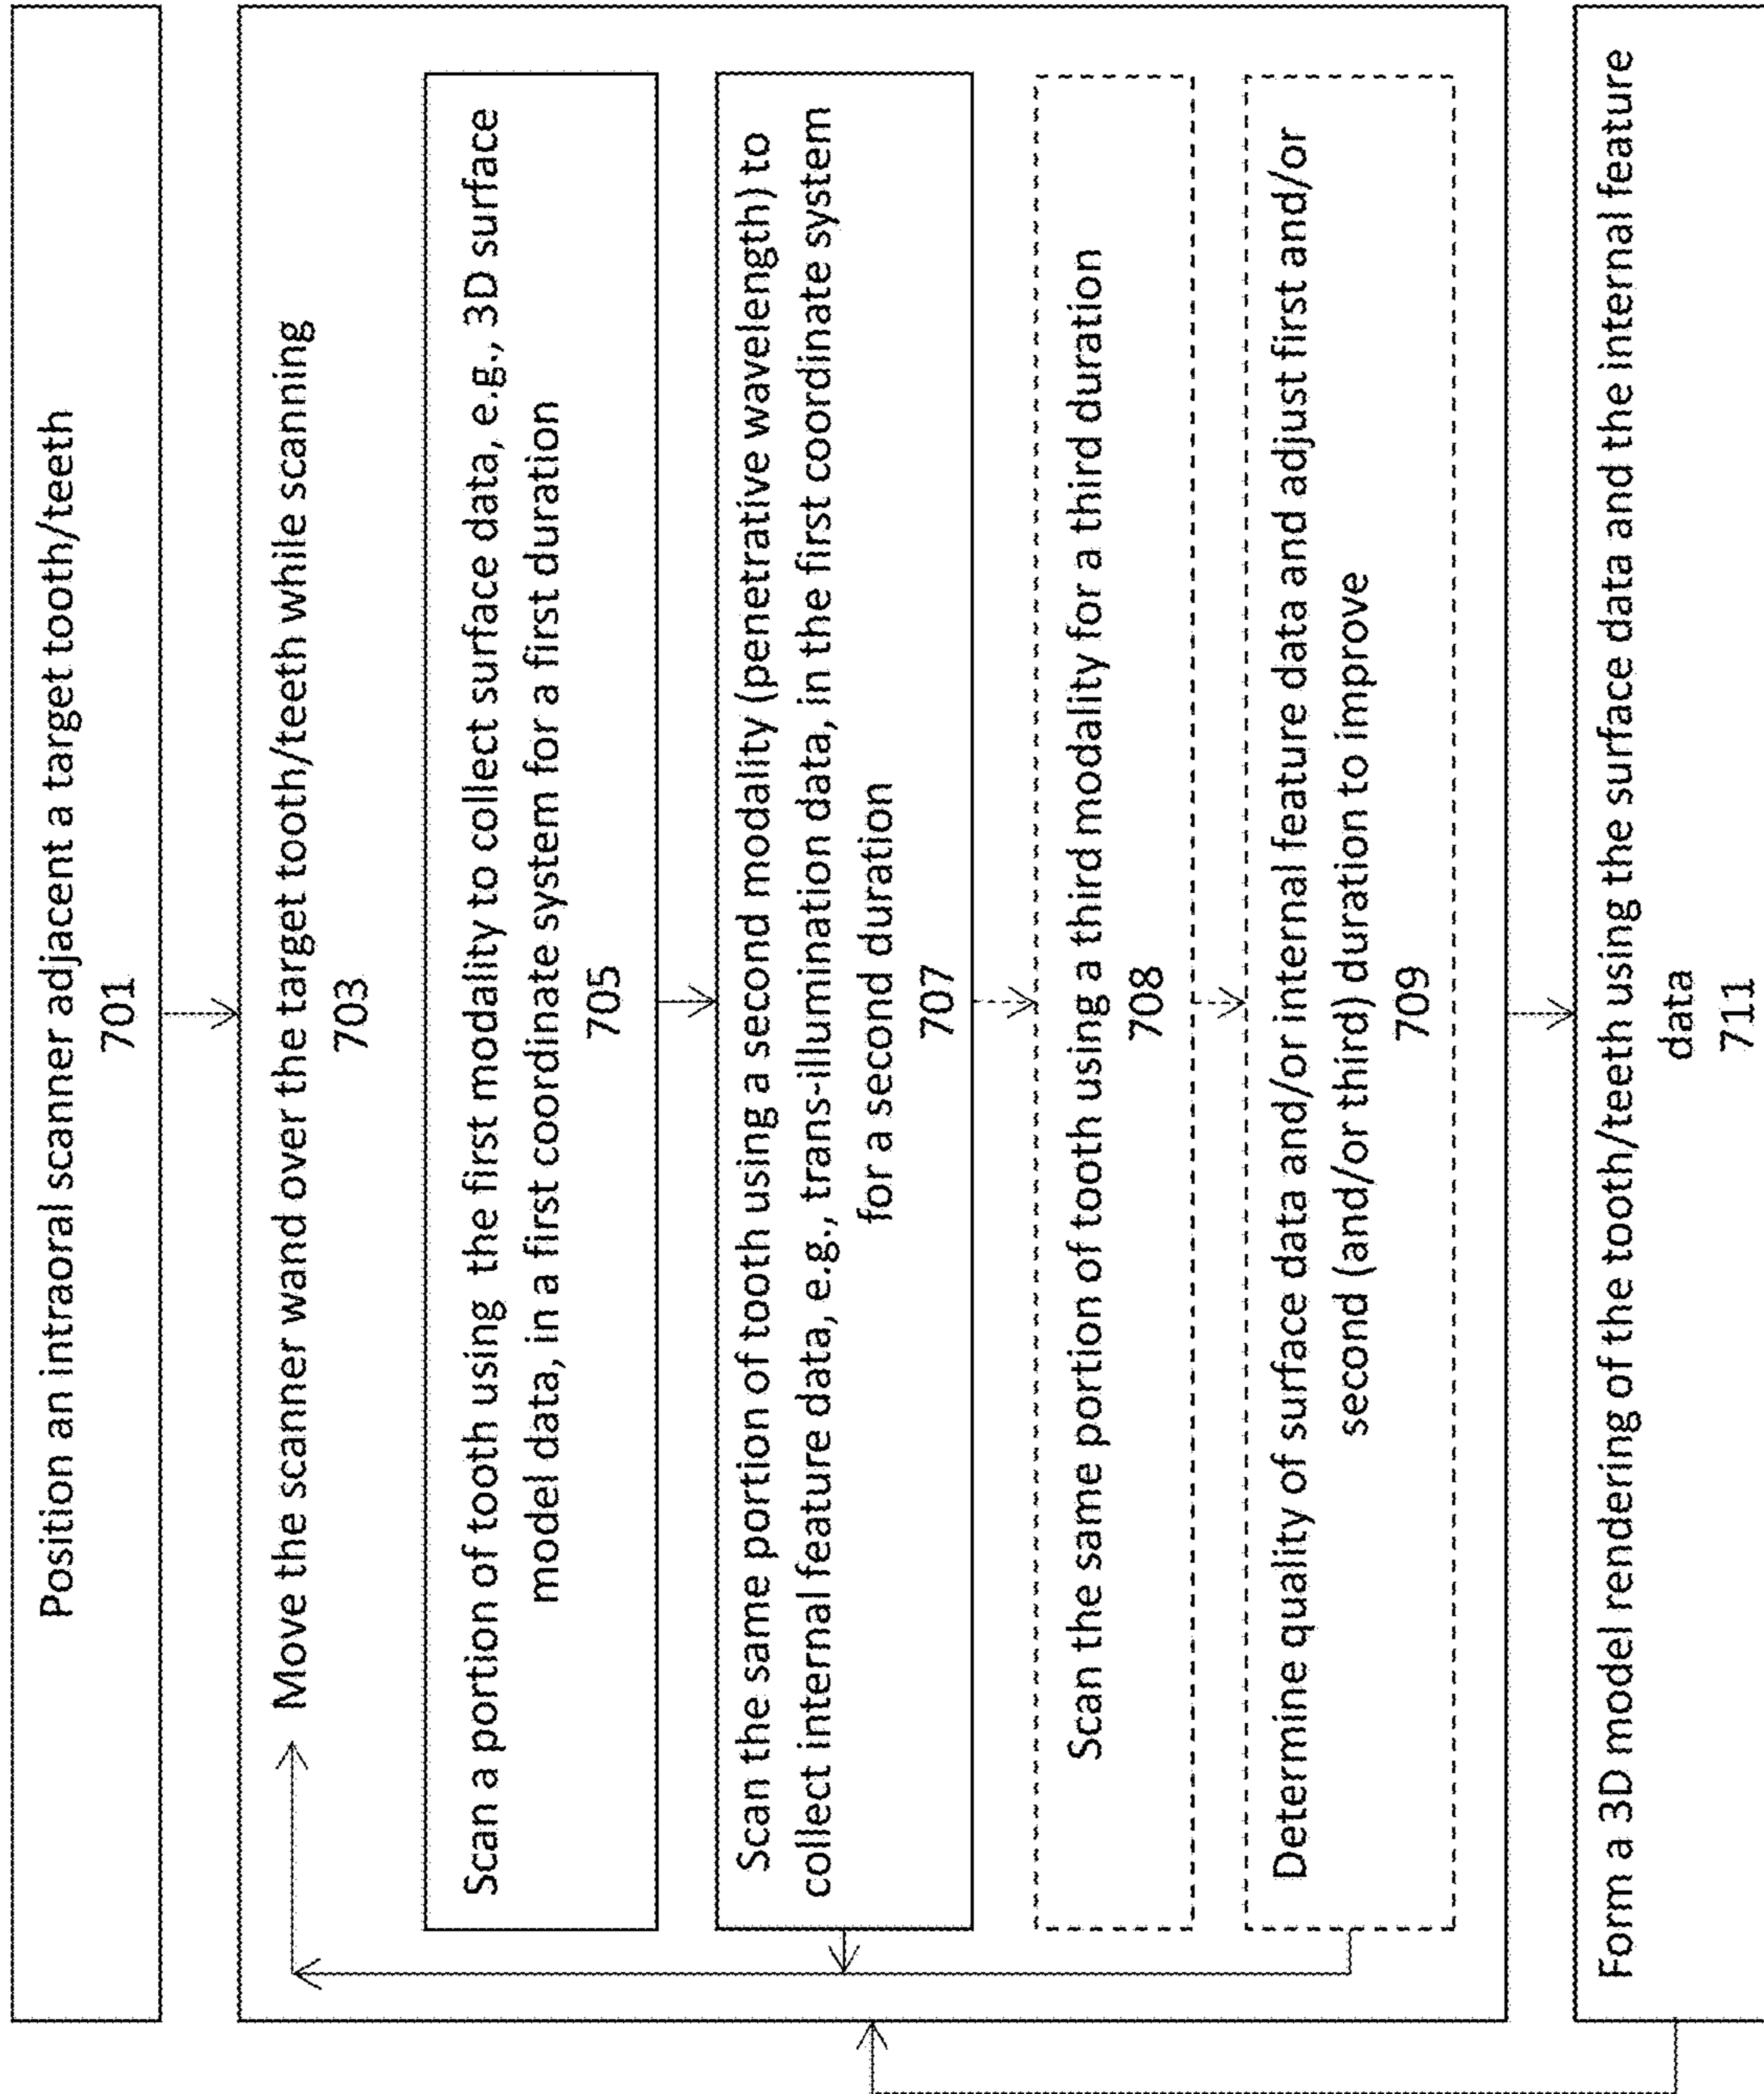 Position an intraoral scanner adjacent a target tooth/teeth
701
Move the scanner wand over the target tooth/teeth while scanning
703
Scan a portion of tooth using the first modality to collect surface data, e.g., 3D surface
model data, in a first coordinate system for a first duration
705
Scan the same portion of tooth using a second modality (penetrative wavelength) to
collect internal feature data, e.g., trans-illumination data, in the first coordinate system
for a second duration
707
Scan the same portion of tooth using a third modality for a third duration
708
Determine quality of surface data and/or internal feature data and adjust first and/or
second (and/or third) duration to improve
709
Form a 3D model rendering of the tooth/teeth using the surface data and the internal feature
data
711